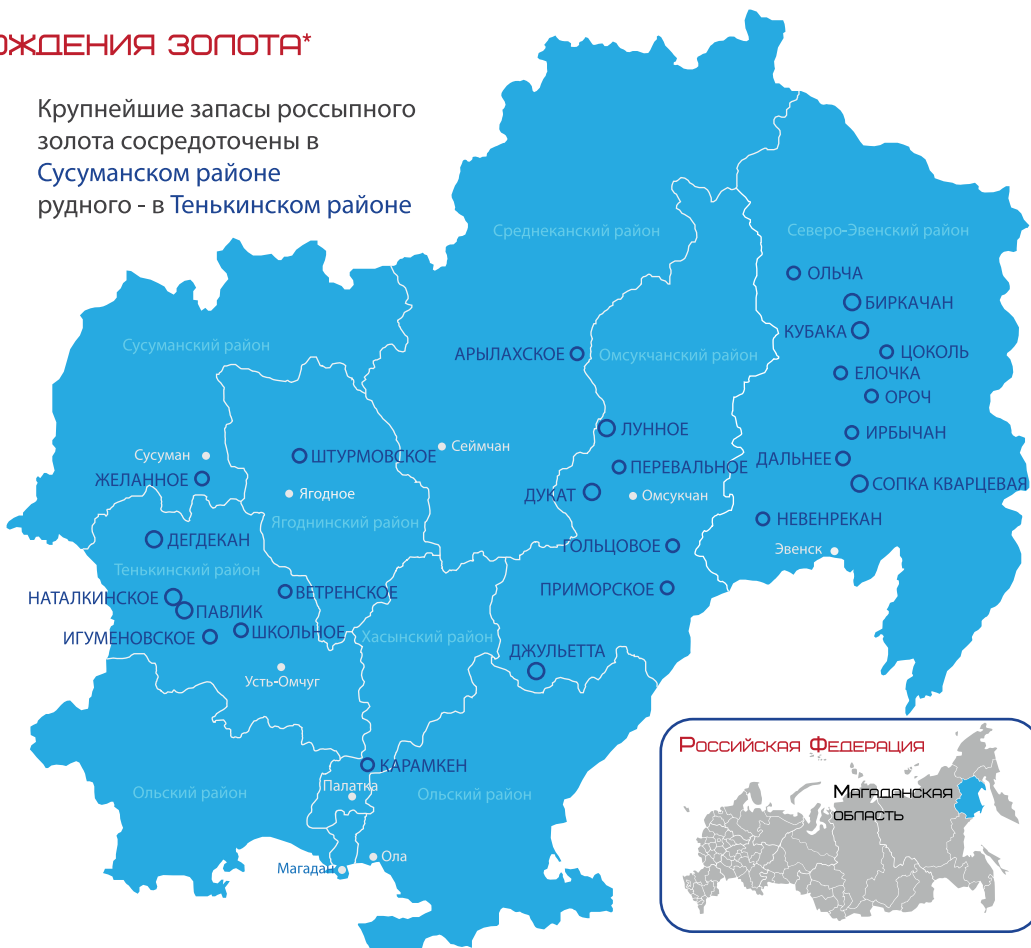 ОЖДЕНИЯ ЗОЛОТА*
Крупнейшие запасы россыпного
золота сосредоточены в
Сусуманском районе
рудного - в Тенькинском районе
Среднеканский район
Северо-Эвенский район
ОЛЬЧА
БИРКАЧАН
КУБАКА
Сусуманский район
АРЫЛАХСКОЕ
Омсукчанский район
ЦОКОЛЬ
ЕЛОЧКА
ОРОЧ
ЛУННОЕ
ИРБЫЧАН
Сеймчан
Сусуман
ШТУРМОВСКОЕ
ДАЛЬНЕЕ
ПЕРЕВАЛЬНОЕ
ЖЕЛАННОЕ
СОПКА КВАРЦЕВАЯ
Ягодное
ДУКАТ
Омсукчан
Ягоднинский район
НЕВЕНРЕКАН
ДЕГДЕКАН
ГОЛЬЦОВОЕ
Эвенск
Тенькинский район
ПРИМОРСКОЕ
ВЕТРЕНСКОЕ
НАТАЛКИНСКОЕ
ПАВЛИК
ШКОЛЬНОЕ
ИГУМЕНОВСКОЕ
Хасынский район
ДЖУЛЬЕТТА
Усть-Омчуг
КАРАМКЕН
Палатка
Ольский район
Ольский район
Ола
Магадан
Российская Федерация
Магаданская
область